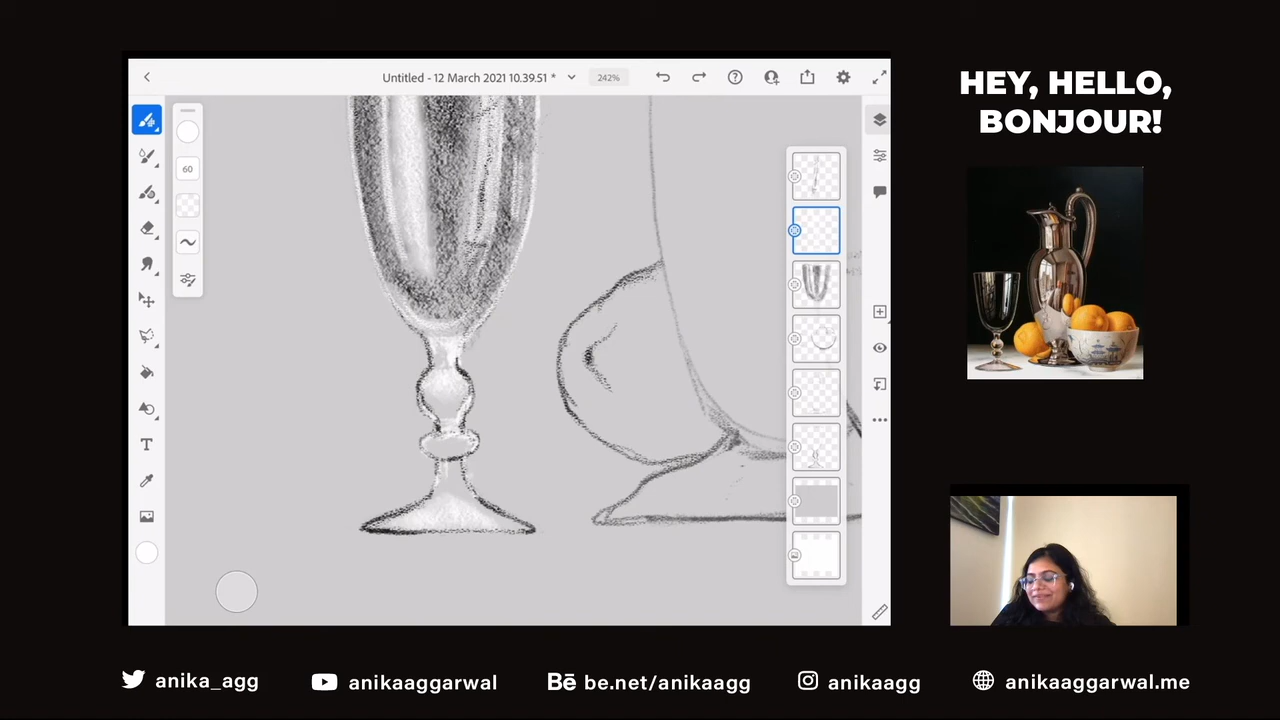 Untitled - 12 March 2021 10.39.51 *
242%
HEY, HELLO,
BONJOUR!
60
T
anika_agg
anikaaggarwal
Bē be.net/anikaagg
anikaagg
anikaaggarwal.me